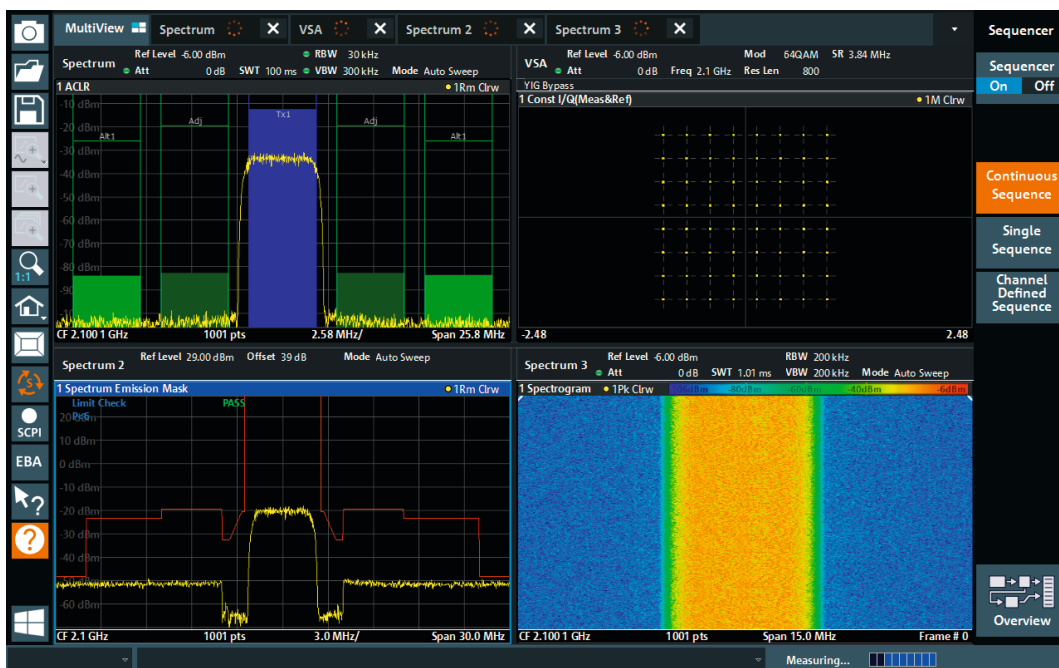 MultiView Spectrum X VSA X Spectrum 2 X Spectrum 3 X
Sequencer
Sequencer
On Off
Continuous
Sequence
Single
Sequence
Channel
Defined
Sequence
Overview
1:1
SCPI
EBA
Spectrum Ref Level -6.00 dBm RBW 30 kHz
Att 0 dB SWT 100 ms VBW 300 kHz Mode Auto Sweep
1 ACLR 1Rm Clrw
-10 dBm
-20 dBm
-30 dBm
-40 dBm
-50 dBm
-60 dBm
-70 dBm
-80 dBm
-90
Alt1 Adj Tx1 Adj Alt1
CF 2.100 1 GHz 1001 pts 2.58 MHz/ Span 25.8 MHz
VSA Ref Level -6.00 dBm Mod 64QAM SR 3.84 MHz
Att 0 dB Freq 2.1 GHz Res Len 800
YIG Bypass
1 Const I/Q(Meas&Ref) 1M Clrw
-2.48 2.48
Spectrum 2 Ref Level 29.00 dBm Offset 39 dB Mode Auto Sweep
1 Spectrum Emission Mask 1Rm Clrw
Limit Check PASS
20 dBm
0 dBm
-10 dBm
-20 dBm
-30 dBm
-40 dBm
-60 dBm
CF 2.1 GHz 1001 pts 3.0 MHz/ Span 30.0 MHz
Spectrum 3 Ref Level -6.00 dBm RBW 200 kHz
Att 0 dB SWT 1.01 ms VBW 200 kHz Mode Auto Sweep
1 Spectrogram 1Pk Clrw -80dBm -60dBm -40dBm -6dBm
CF 2.100 1 GHz 1001 pts Span 15.0 MHz Frame # 0
Measuring...